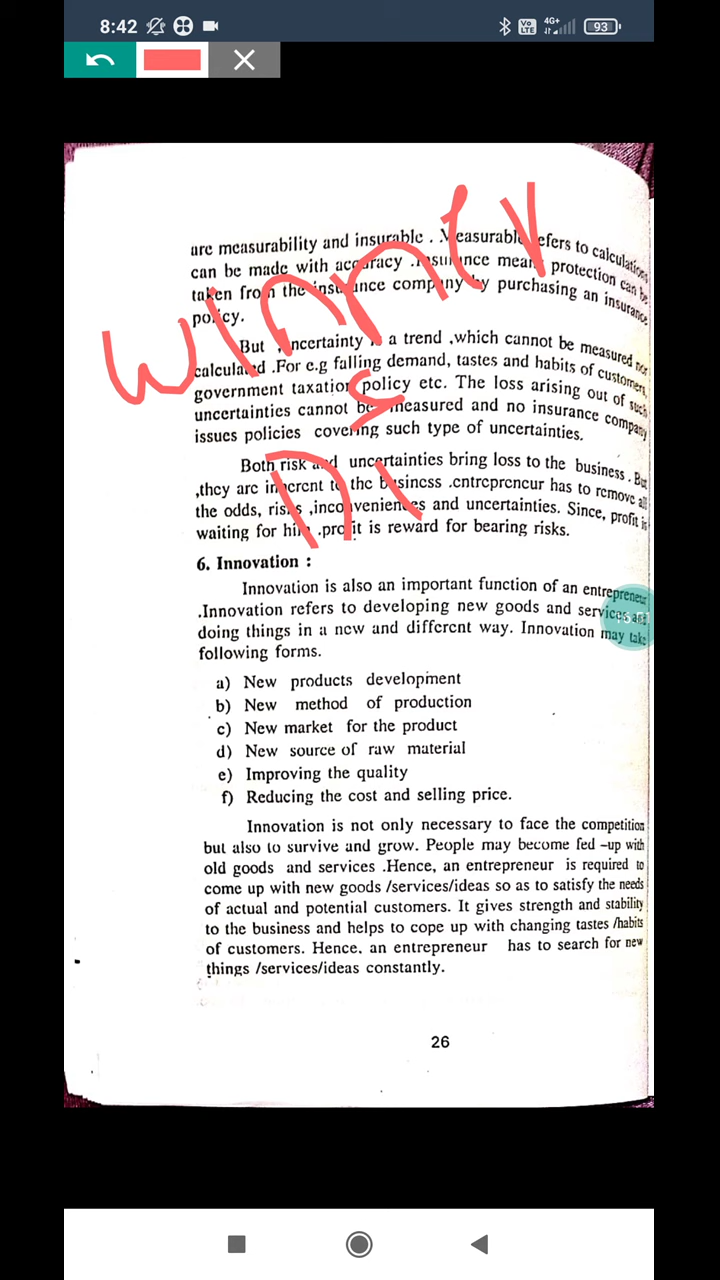 8:42
Vo
LTE
4G+
93
are measurability and insurable . Measurable refers to calculations
can be made with accuracy .Insurance means protection can be
taken from the insurance company by purchasing an insurance
policy.
But ,uncertainty is a trend ,which cannot be measured nor
calculated .For e.g falling demand, tastes and habits of customers,
government taxation policy etc. The loss arising out of such
uncertainties cannot be measured and no insurance company
issues policies covering such type of uncertainties.
Both risk and uncertainties bring loss to the business . But
,they are inherent to the business .entrepreneur has to remove all
the odds, risks ,inconveniences and uncertainties. Since, profit is
waiting for him .profit is reward for bearing risks.
winner
6. Innovation :
Innovation is also an important function of an entrepreneur
.Innovation refers to developing new goods and services and
doing things in a new and different way. Innovation may take
following forms.
a) New products development
b) New method of production
c) New market for the product
d) New source of raw material
e) Improving the quality
f) Reducing the cost and selling price.
Innovation is not only necessary to face the competition
but also to survive and grow. People may become fed –up with
old goods and services .Hence, an entrepreneur is required to
come up with new goods /services/ideas so as to satisfy the needs
of actual and potential customers. It gives strength and stability
to the business and helps to cope up with changing tastes /habits
of customers. Hence, an entrepreneur has to search for new
things /services/ideas constantly.
26